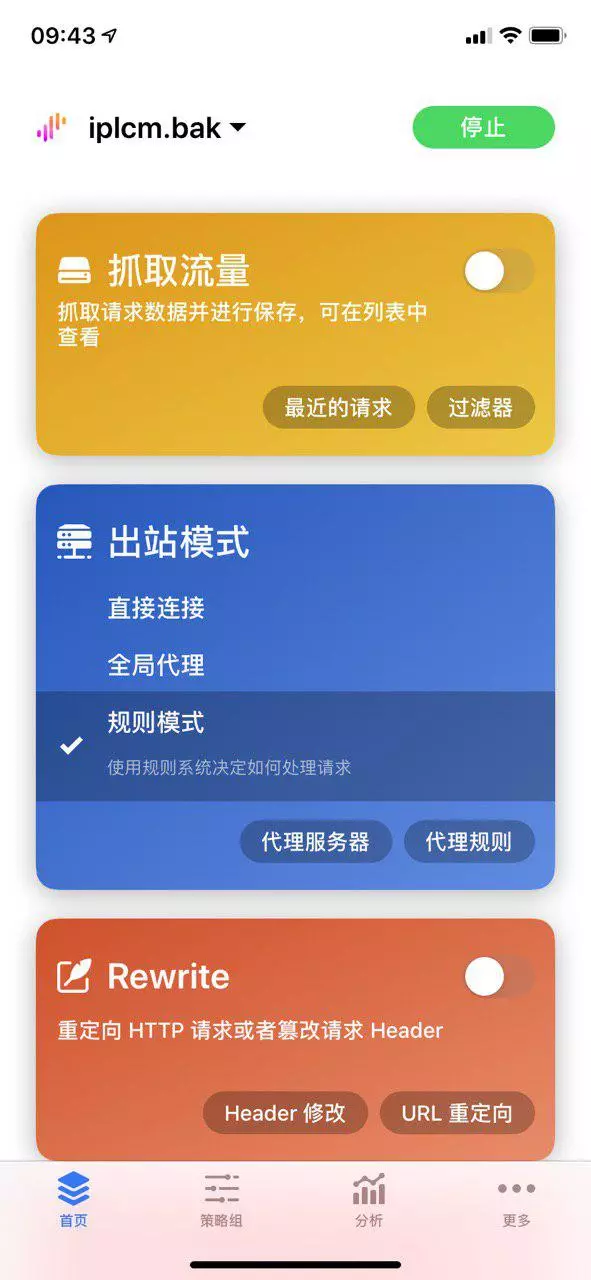 09:43
iplcm.bak
停止
抓取流量
抓取请求数据并进行保存，可在列表中
查看
最近的请求
过滤器
出站模式
直接连接
全局代理
规则模式
使用规则系统决定如何处理请求
代理服务器
代理规则
Rewrite
重定向 HTTP 请求或者篡改请求 Header
Header 修改
URL 重定向
首页
策略组
分析
更多